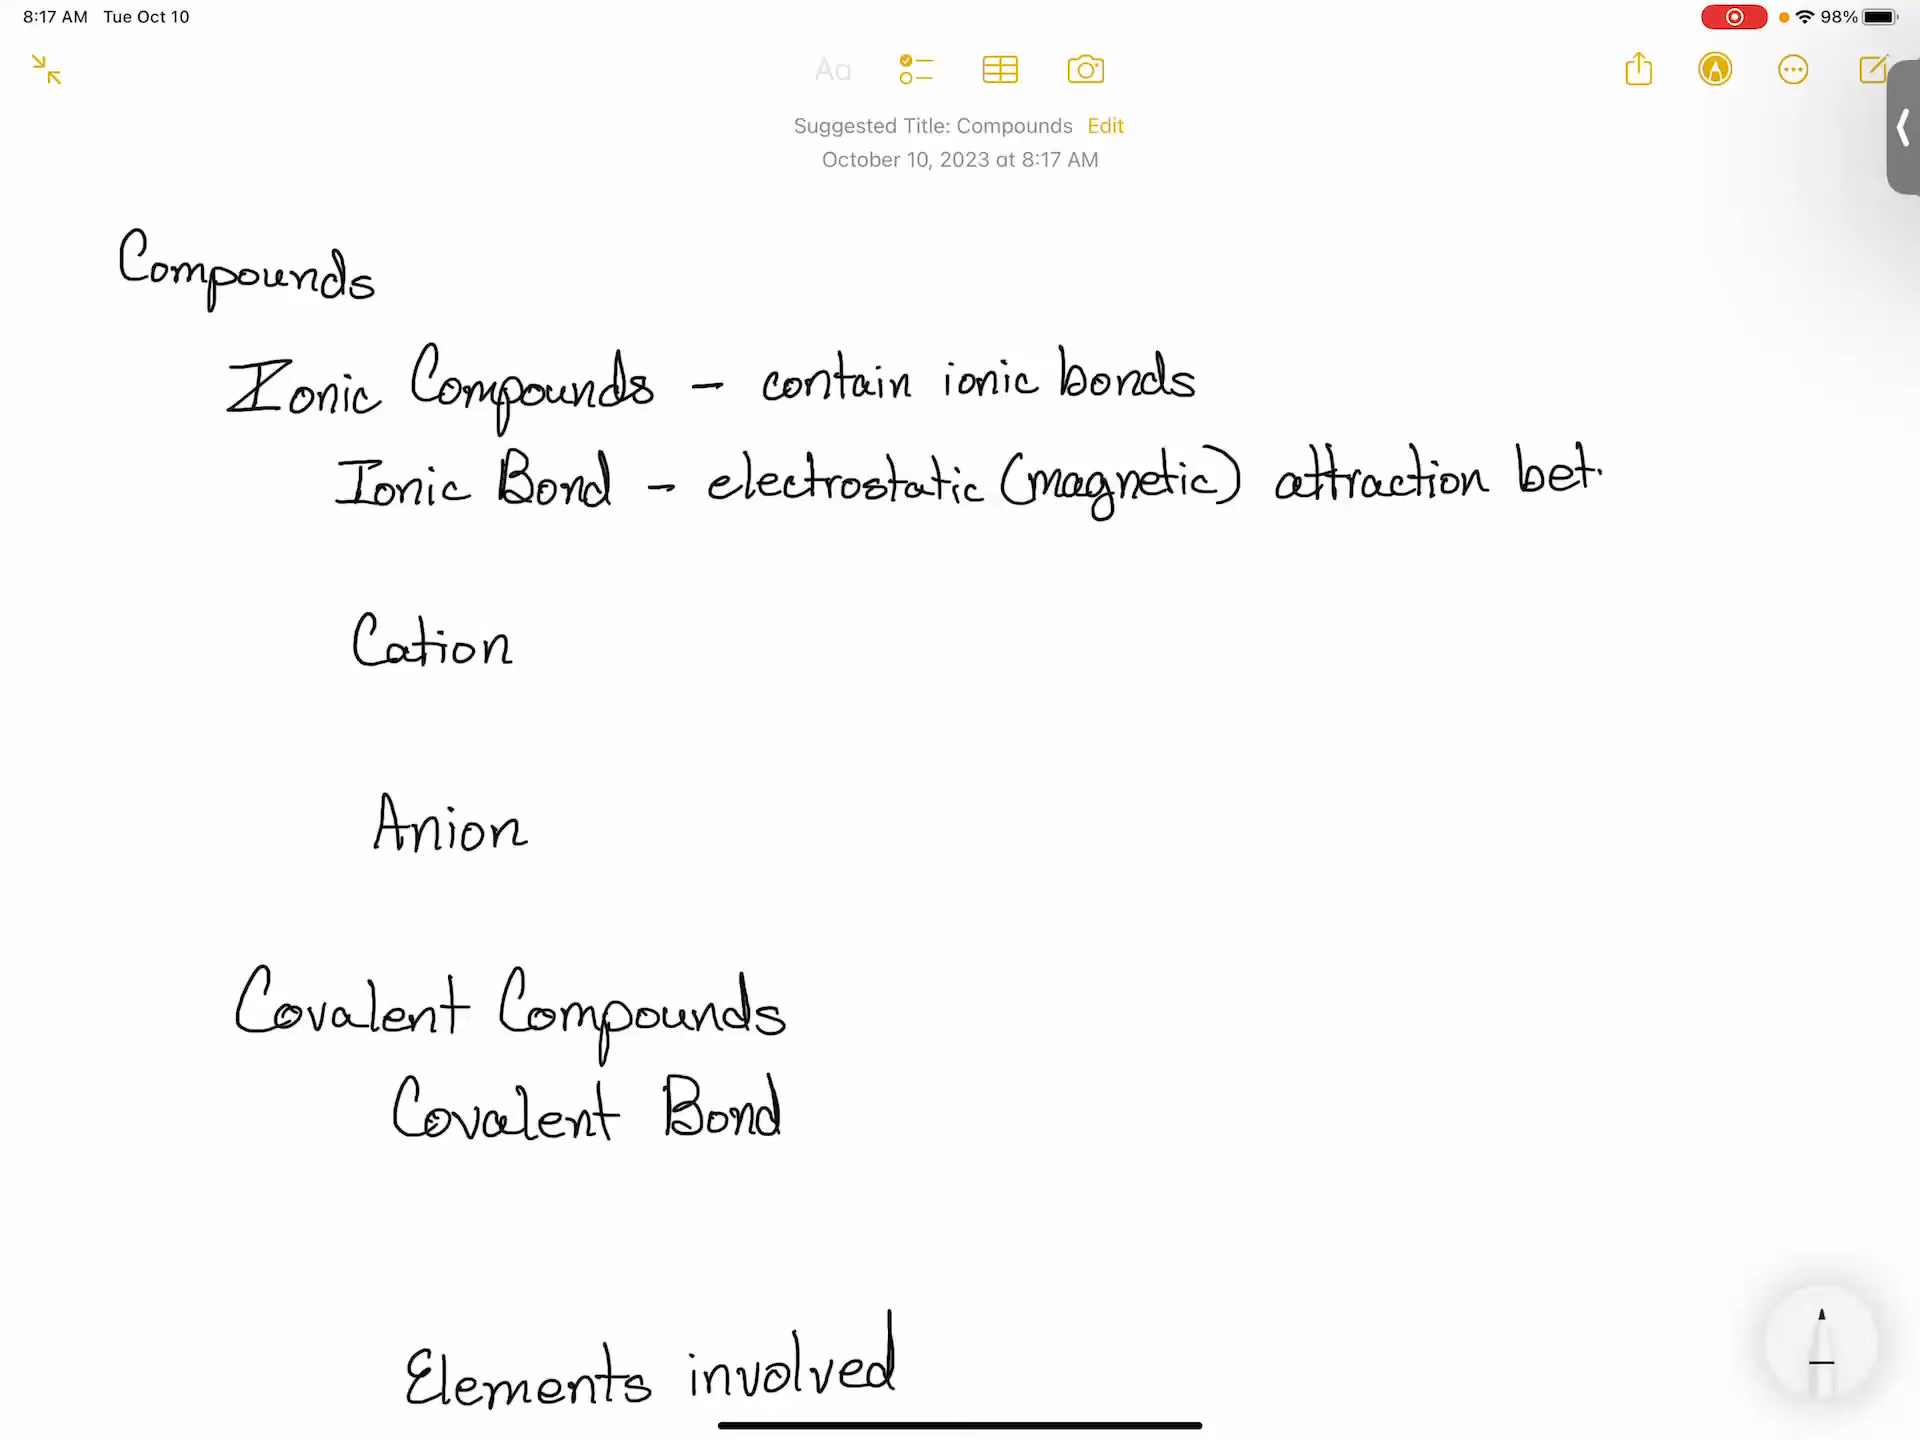 8:17 AM Tue Oct 10
98%
Aa
Suggested Title: Compounds Edit
October 10, 2023 at 8:17 AM
Compounds
Ionic Compounds - contain ionic bonds
Ionic Bond - electrostatic (magnetic) attraction bet.
Cation
Anion
Covalent Compounds
Covalent Bond
Elements involved